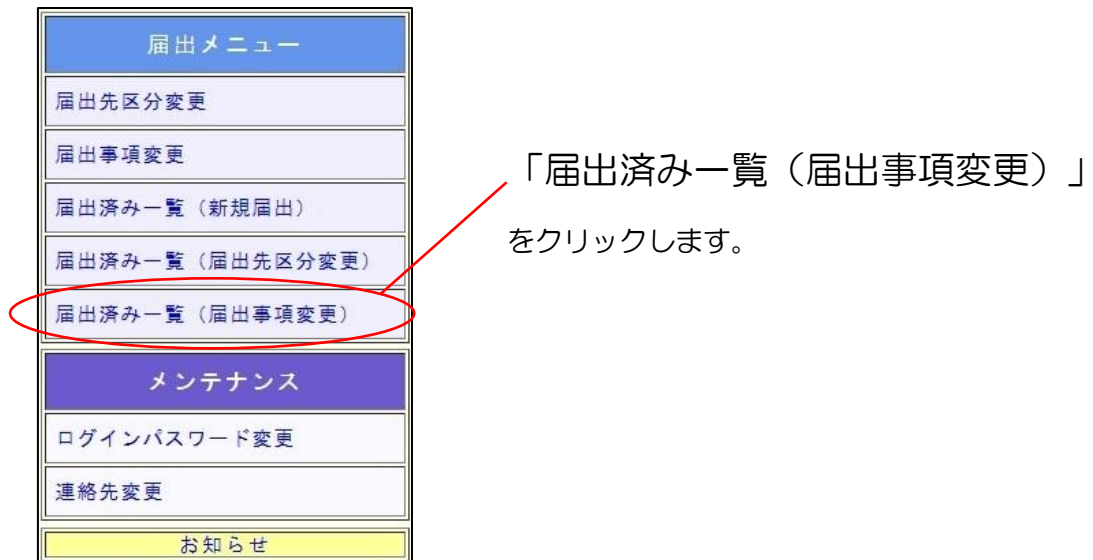 届出メニュー
届出先区分変更
届出事項変更
届出済み一覧（新規届出）
届出済み一覧（届出先区分変更）
届出済み一覧（届出事項変更）
メンテナンス
ログインパスワード変更
連絡先変更
お知らせ
「届出済み一覧（届出事項変更）」
をクリックします。